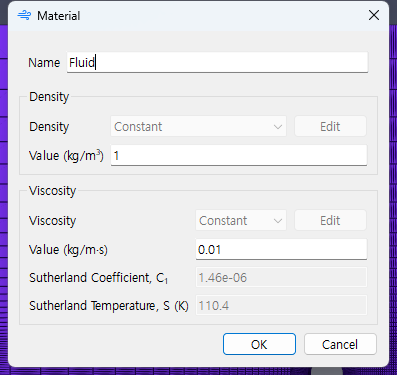 Material
Name Fluid
Density
Density Constant Edit
Value (kg/m³) 1
Viscosity
Viscosity Constant Edit
Value (kg/m·s) 0.01
Sutherland Coefficient, C₁ 1.46e-06
Sutherland Temperature, S (K) 110.4
OK Cancel